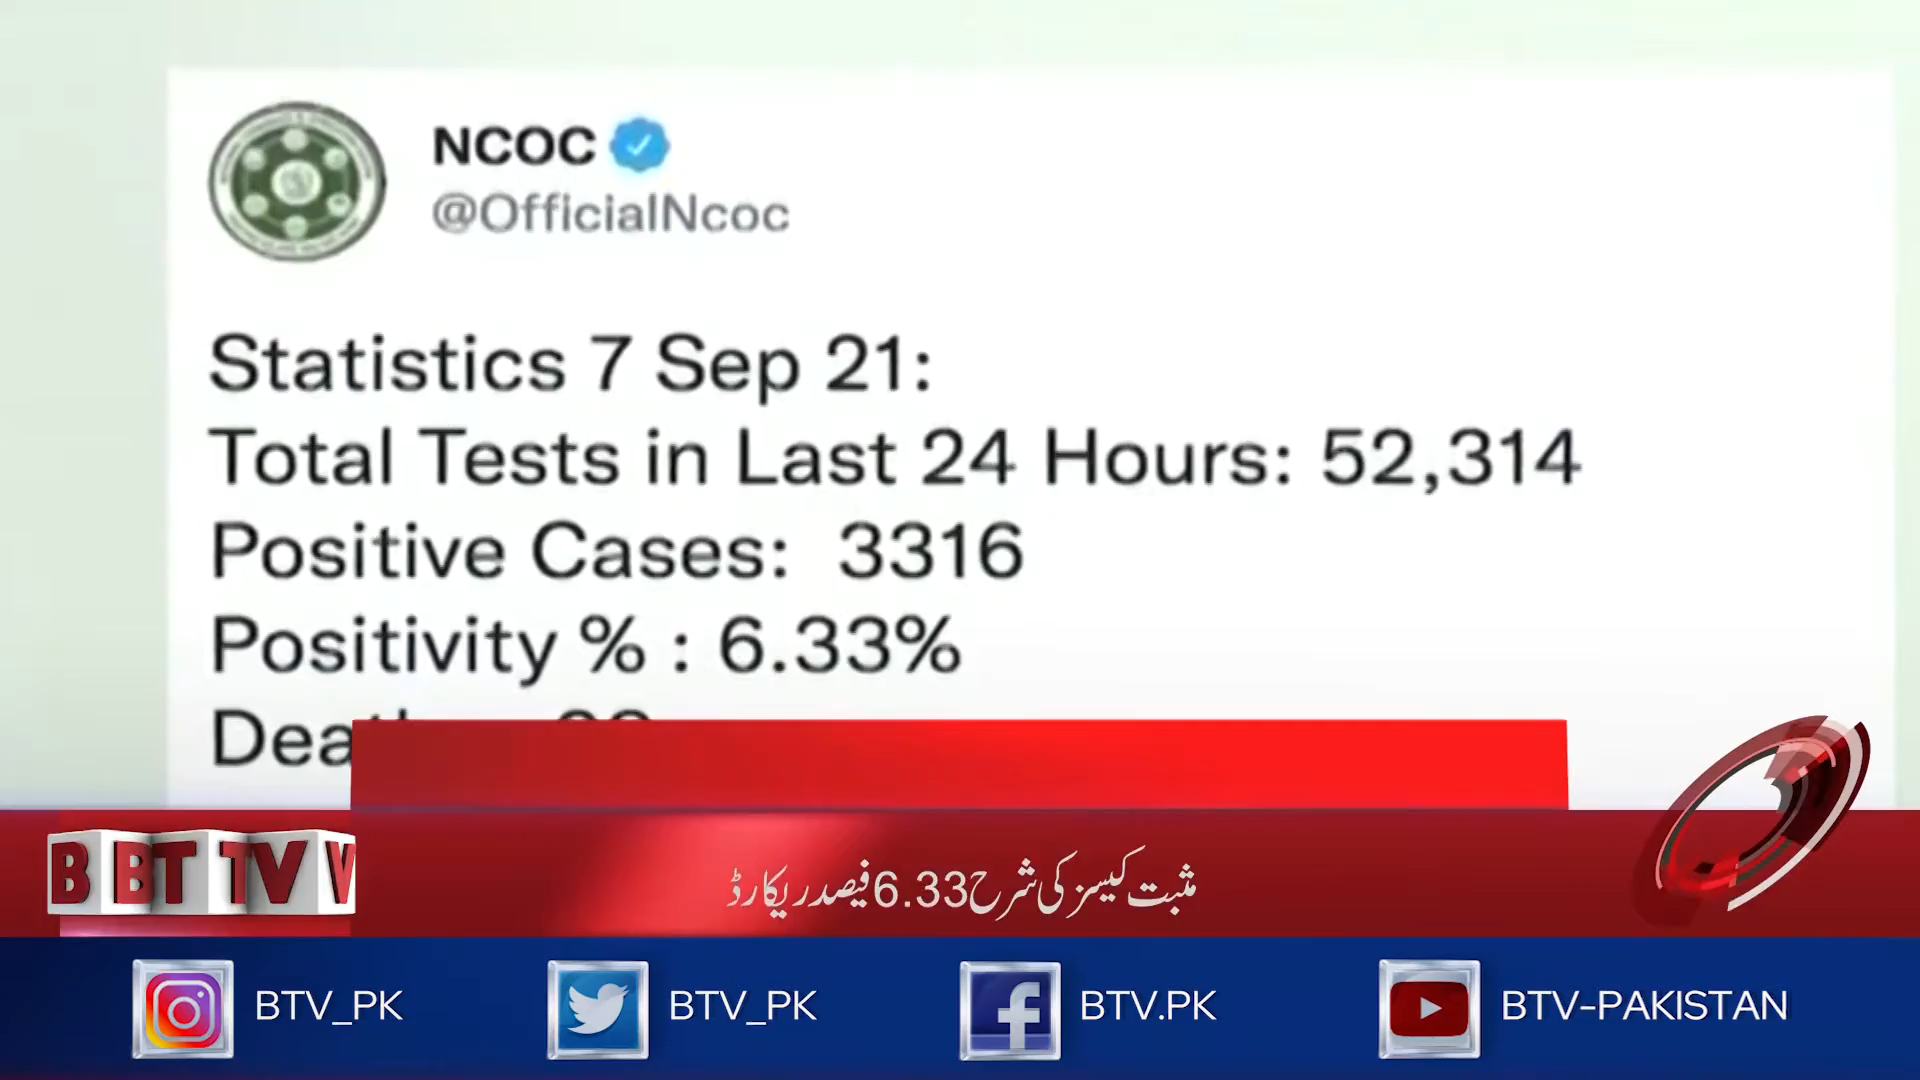 NCOC
@OfficialNcoc
Statistics 7 Sep 21:
Total Tests in Last 24 Hours: 52,314
Positive Cases: 3316
Positivity % : 6.33%
مثبت کیسز کی شرح 6.33 فیصد ریکارڈ
BTV_PK
BTV_PK
BTV.PK
BTV-PAKISTAN